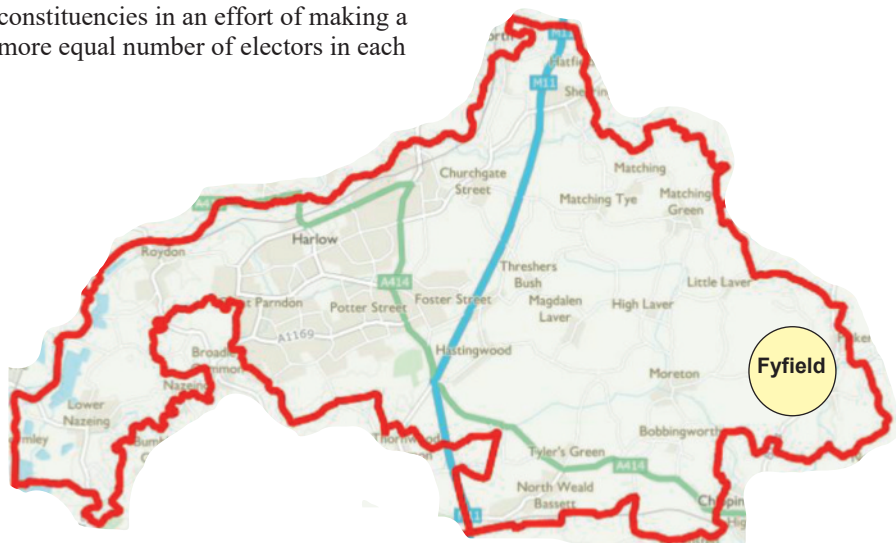 constituencies in an effort of making a
more equal number of electors in each
M11
Churchgate
Street
Matching
Matching Tye
Matching
Green
Roydon
Harlow
A414
Threshers
Bush
Little Laver
Potter Street
Foster Street
Magdalen
Laver
High Laver
A1169
Hastingwood
Fyfield
Moreton
Lower
Nazeing
Bobbingworth
Tyler's Green
A414
North Weald
Bassett